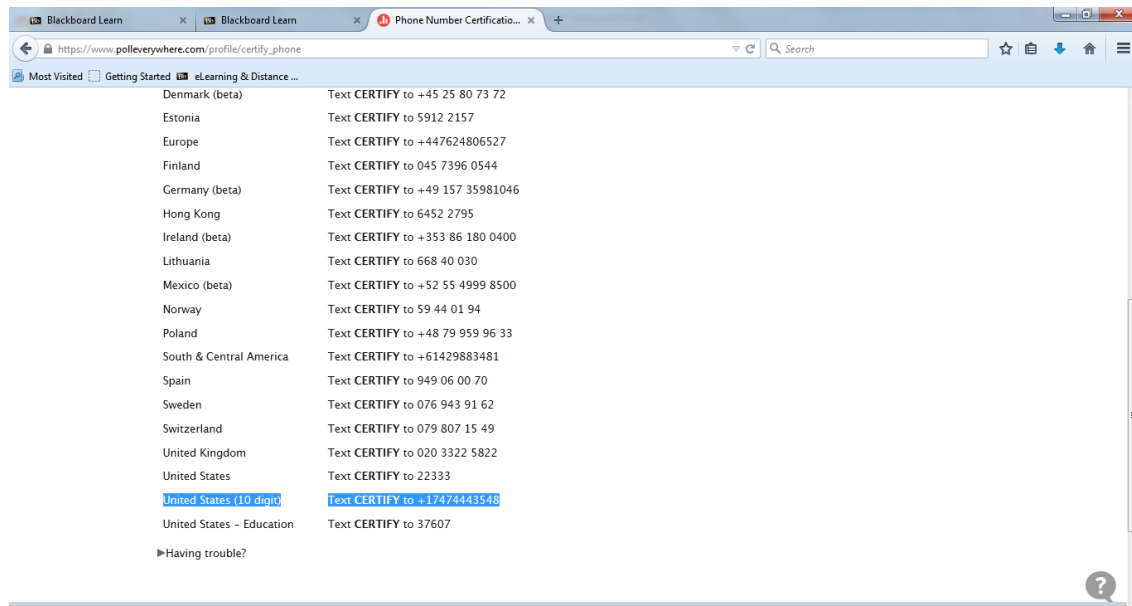 Blackboard Learn × Blackboard Learn × Phone Number Certificatio... × +
https://www.polleverywhere.com/profile/certify_phone Search
Most Visited Getting Started eLearning & Distance ...
Denmark (beta) Text CERTIFY to +45 25 80 73 72
Estonia Text CERTIFY to 5912 2157
Europe Text CERTIFY to +447624806527
Finland Text CERTIFY to 045 7396 0544
Germany (beta) Text CERTIFY to +49 157 35981046
Hong Kong Text CERTIFY to 6452 2795
Ireland (beta) Text CERTIFY to +353 86 180 0400
Lithuania Text CERTIFY to 668 40 030
Mexico (beta) Text CERTIFY to +52 55 4999 8500
Norway Text CERTIFY to 59 44 01 94
Poland Text CERTIFY to +48 79 959 96 33
South & Central America Text CERTIFY to +61429883481
Spain Text CERTIFY to 949 06 00 70
Sweden Text CERTIFY to 076 943 91 62
Switzerland Text CERTIFY to 079 807 15 49
United Kingdom Text CERTIFY to 020 3322 5822
United States Text CERTIFY to 22333
United States (10 digit) Text CERTIFY to +17474443548
United States – Education Text CERTIFY to 37607
▶Having trouble?
?